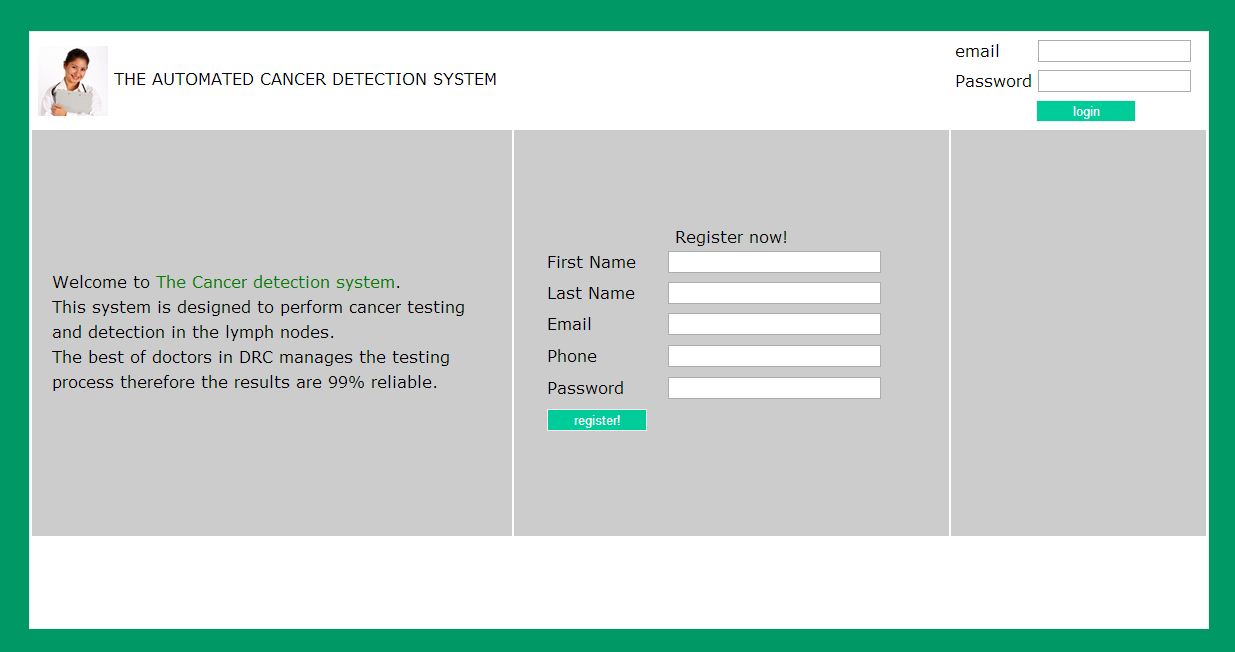 THE AUTOMATED CANCER DETECTION SYSTEM
email
Password
login
Welcome to The Cancer detection system.
This system is designed to perform cancer testing
and detection in the lymph nodes.
The best of doctors in DRC manages the testing
process therefore the results are 99% reliable.
Register now!
First Name
Last Name
Email
Phone
Password
register!